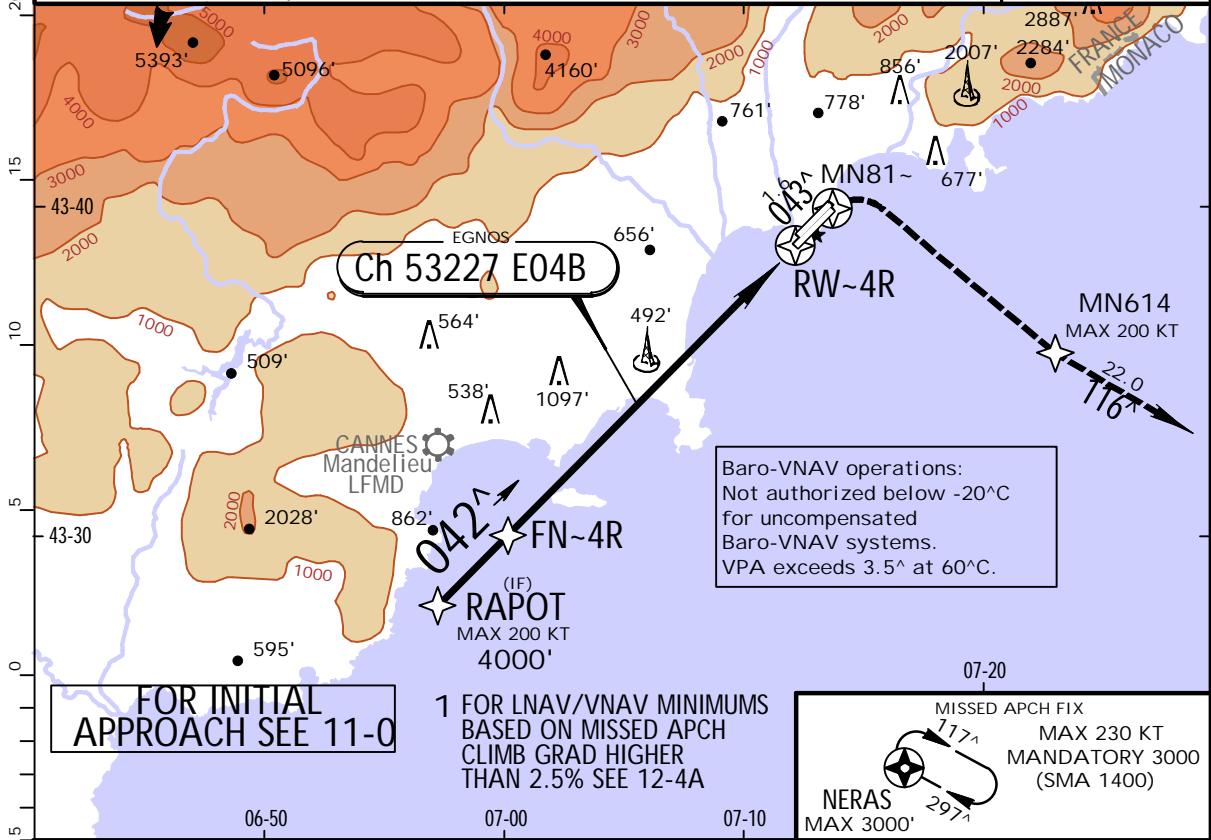 20
5000
5393'
5096'
4000
4160'
3000
2000
1000
2000
2887'
FRANCE
MONACO
856'
2007'
2284'
2000
1000
4000
3000
2000
761'
778'
677'
15
43-40
MN81~
1.6
043^
RW~4R
EGNOS
Ch 53227 E04B
656'
MN614
MAX 200 KT
22.0
116^
1000
10
564'
492'
509'
538'
1097'
CANNES
Mandelieu
LFMD
Baro-VNAV operations:
Not authorized below -20^C
for uncompensated
Baro-VNAV systems.
VPA exceeds 3.5^ at 60^C.
5
43-30
2000
2028'
862'
042^
FN~4R
1000
(IF)
RAPOT
MAX 200 KT
4000'
595'
0
07-20
FOR INITIAL
APPROACH SEE 11-0
1 FOR LNAV/VNAV MINIMUMS
BASED ON MISSED APCH
CLIMB GRAD HIGHER
THAN 2.5% SEE 12-4A
MISSED APCH FIX
117^
297^
NERAS
MAX 3000'
MAX 230 KT
MANDATORY 3000
(SMA 1400)
5
06-50
07-00
07-10